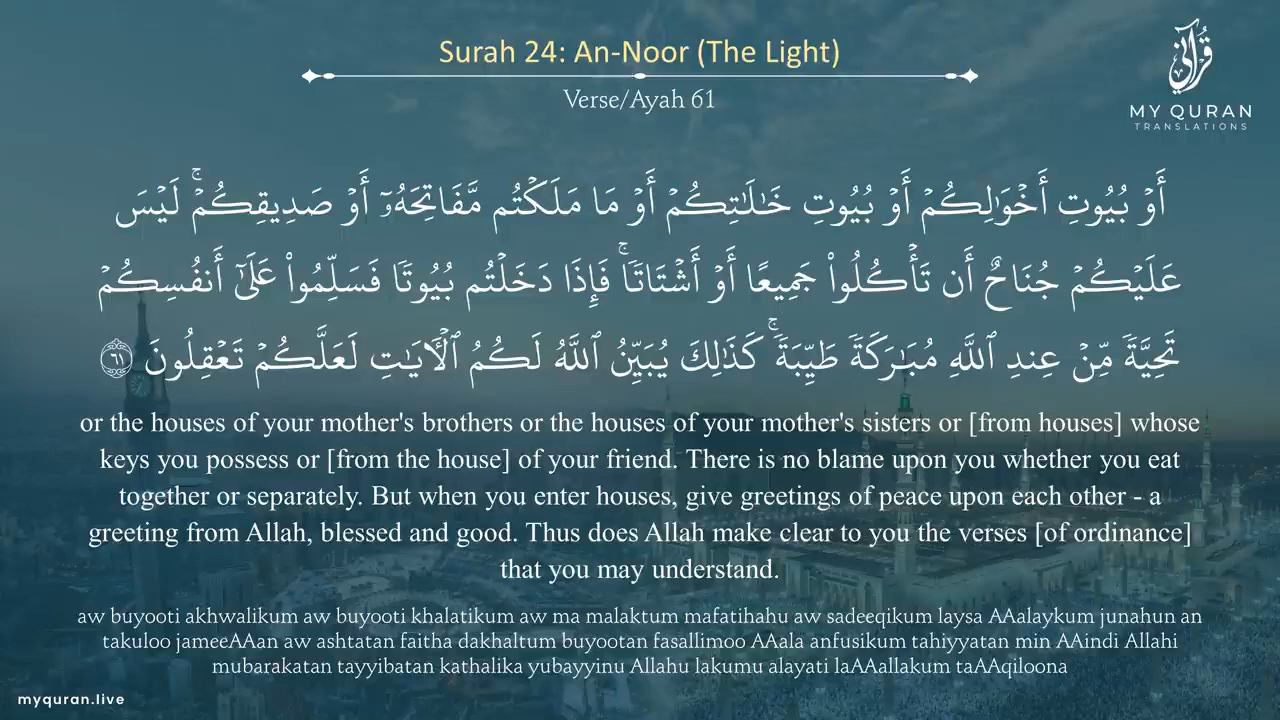 Surah 24: An-Noor (The Light)
Verse/Ayah 61
قُرْآنِي
MY QURAN
TRANSLATIONS
أَوْ بُيُوتِ أَخْوَٰلِكُمْ أَوْ بُيُوتِ خَـٰلَـٰتِكُمْ أَوْ مَا مَلَكْتُم مَّفَاتِحَهُۥٓ أَوْ صَدِيقِكُمْ ۚ لَيْسَ
عَلَيْكُمْ جُنَاحٌ أَن تَأْكُلُوا۟ جَمِيعًا أَوْ أَشْتَاتًا ۚ فَإِذَا دَخَلْتُم بُيُوتًا فَسَلِّمُوا۟ عَلَىٰٓ أَنفُسِكُمْ
تَحِيَّةً مِّنْ عِندِ ٱللَّهِ مُبَـٰرَكَةً طَيِّبَةً ۚ كَذَٰلِكَ يُبَيِّنُ ٱللَّهُ لَكُمُ ٱلْـَٔايَـٰتِ لَعَلَّكُمْ تَعْقِلُونَ ٦١
or the houses of your mother's brothers or the houses of your mother's sisters or [from houses] whose
keys you possess or [from the house] of your friend. There is no blame upon you whether you eat
together or separately. But when you enter houses, give greetings of peace upon each other - a
greeting from Allah, blessed and good. Thus does Allah make clear to you the verses [of ordinance]
that you may understand.
aw buyooti akhwalikum aw buyooti khalatikum aw ma malaktum mafatihahu aw sadeeqikum laysa AAalaykum junahun an
takuloo jameeAAan aw ashtatan faitha dakhaltum buyootan fasallimoo AAala anfusikum tahiyyatan min AAindi Allahi
mubarakatan tayyibatan kathalika yubayyinu Allahu lakumu alayati laAAallakum taAAqiloona
myquran.live